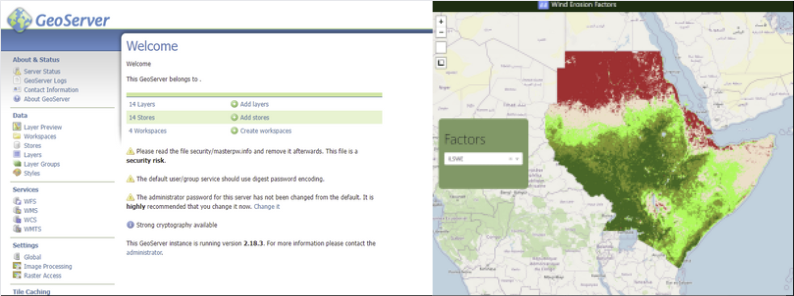 GeoServer
About & Status
Server Status
GeoServer Logs
Contact Information
About GeoServer
Data
Layer Preview
Workspaces
Stores
Layers
Layer Groups
Styles
Services
WFS
WMS
WCS
WMTS
Settings
Global
Image Processing
Raster Access
Tile Caching
Welcome
Welcome
This GeoServer belongs to .
14 Layers Add layers
14 Stores Add stores
4 Workspaces Create workspaces
Please read the file security/masterpw.info and remove it afterwards. This file is a
security risk.
The default user/group service should use digest password encoding.
The administrator password for this server has not been changed from the default. It is
highly recommended that you change it now. Change it
Strong cryptography available
This GeoServer instance is running version 2.18.3. For more information please contact the
administrator.
Wind Erosion Factors
+
−
Factors
ILSWE